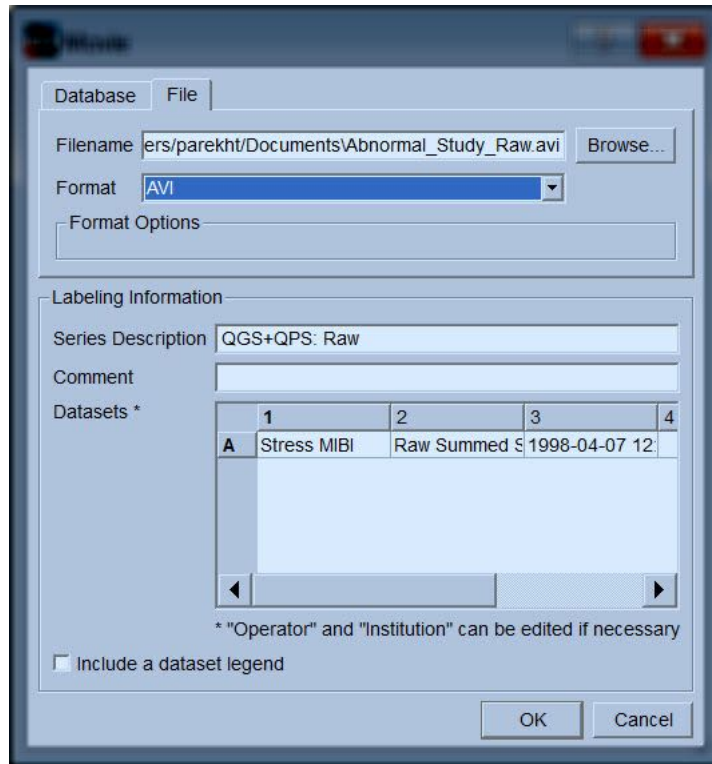 Movie
Database File
Filename ers/parekht/Documents\Abnormal_Study_Raw.avi Browse...
Format AVI
Format Options
Labeling Information
Series Description QGS+QPS: Raw
Comment
Datasets *
1 2 3 4
A Stress MIBI Raw Summed S 1998-04-07 12:
* "Operator" and "Institution" can be edited if necessary
Include a dataset legend
OK Cancel